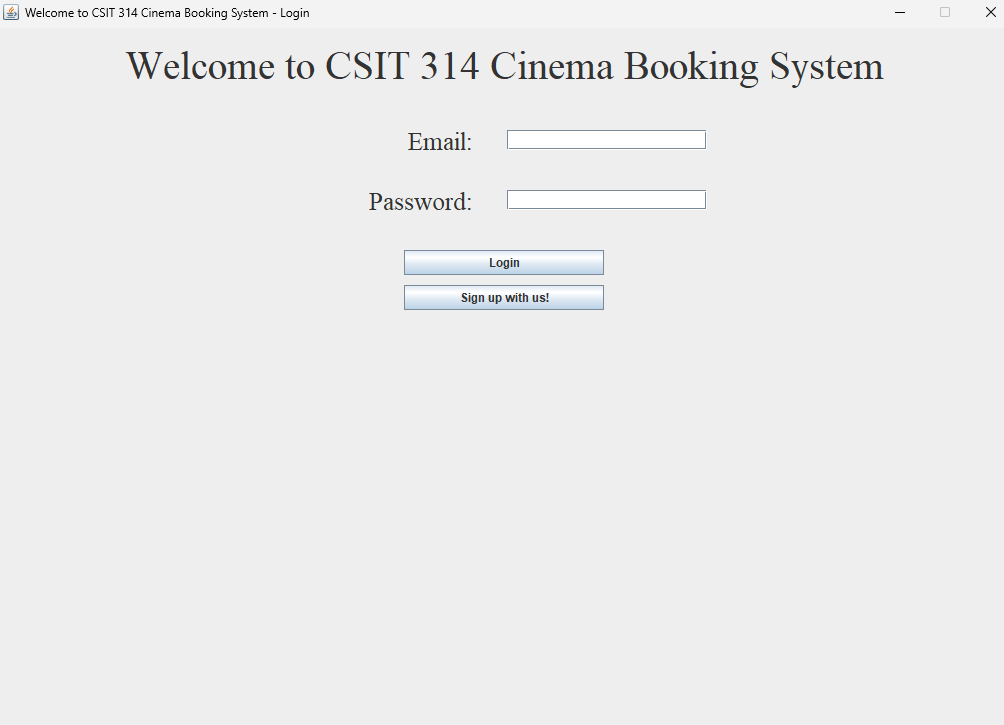 Welcome to CSIT 314 Cinema Booking System - Login
Welcome to CSIT 314 Cinema Booking System
Email:
Password:
Login
Sign up with us!